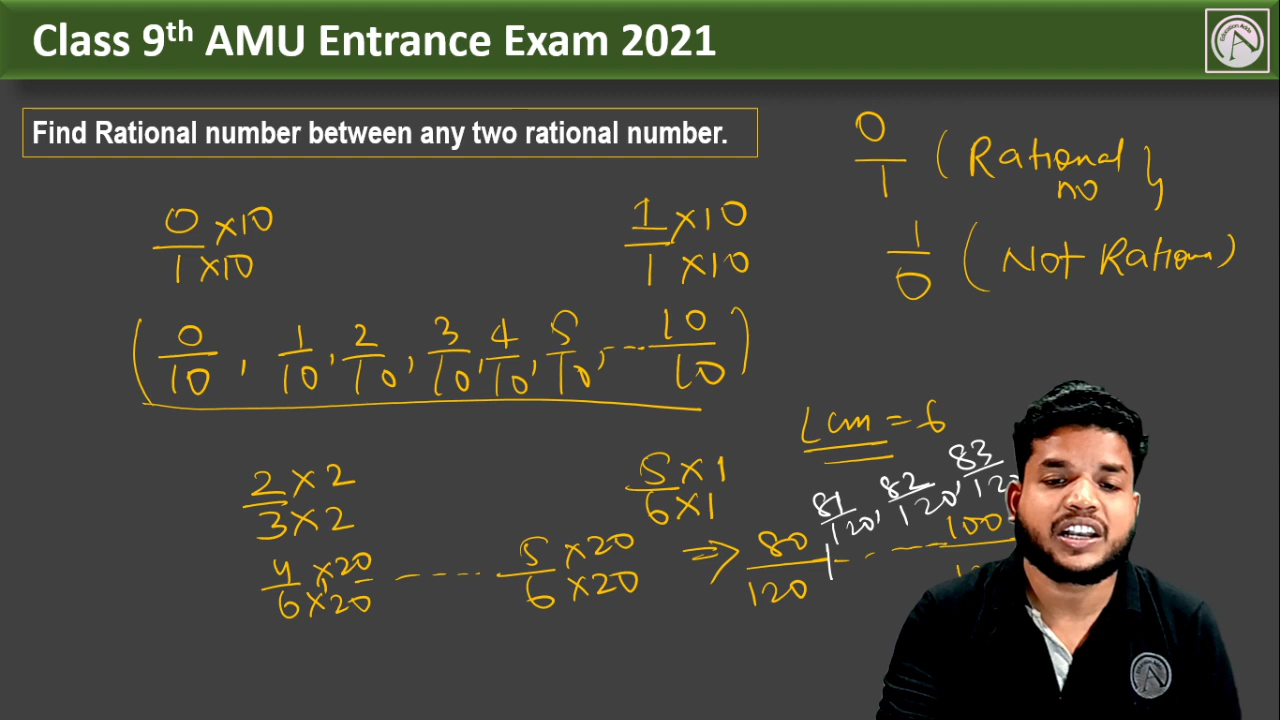 Class 9th AMU Entrance Exam 2021
Education Adda
Find Rational number between any two rational number.
0/1 (Rational no)
1/0 (Not Rational)
0×10/1×10 1×10/1×10
(0/10, 1/10, 2/10, 3/10, 4/10, 5/10, ---- 10/10)
Lcm = 6
2×2/3×2 5×1/6×1
81/120, 82/120, 83/120
4×20/6×20 ------ 5×20/6×20 ⇒ 80/120, ------ 100